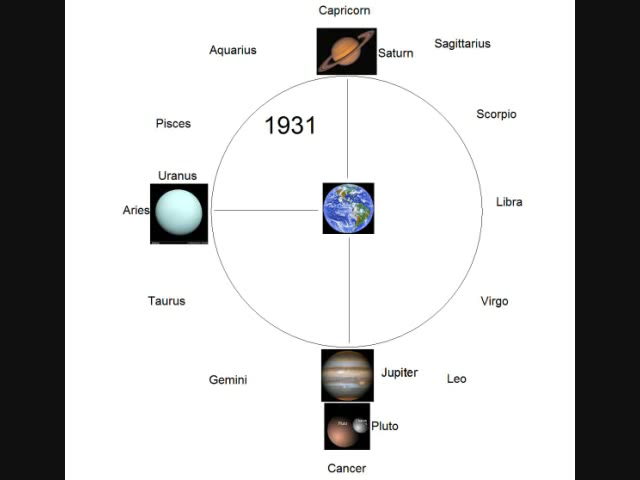 Capricorn
Aquarius
Sagittarius
Saturn
Scorpio
Pisces
1931
Uranus
Aries
Libra
Taurus
Virgo
Gemini
Jupiter
Leo
Pluto
Cancer